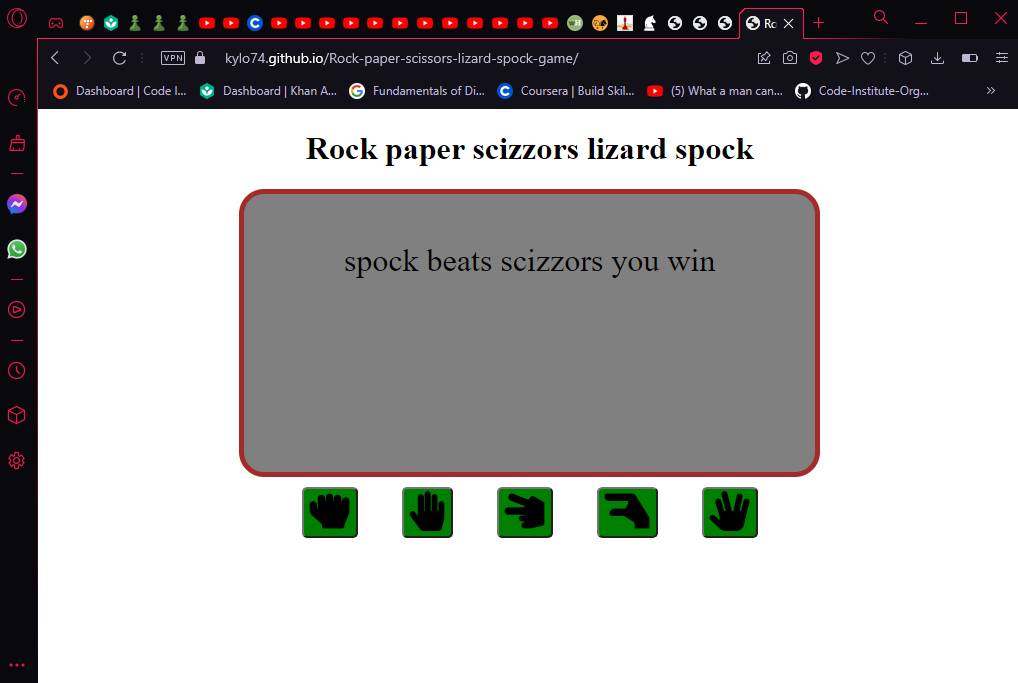 Rc
VPN
kylo74.github.io/Rock-paper-scissors-lizard-spock-game/
Dashboard | Code I...
Dashboard | Khan A...
Fundamentals of Di...
Coursera | Build Skil...
(5) What a man can...
Code-Institute-Org...
Rock paper scizzors lizard spock
spock beats scizzors you win